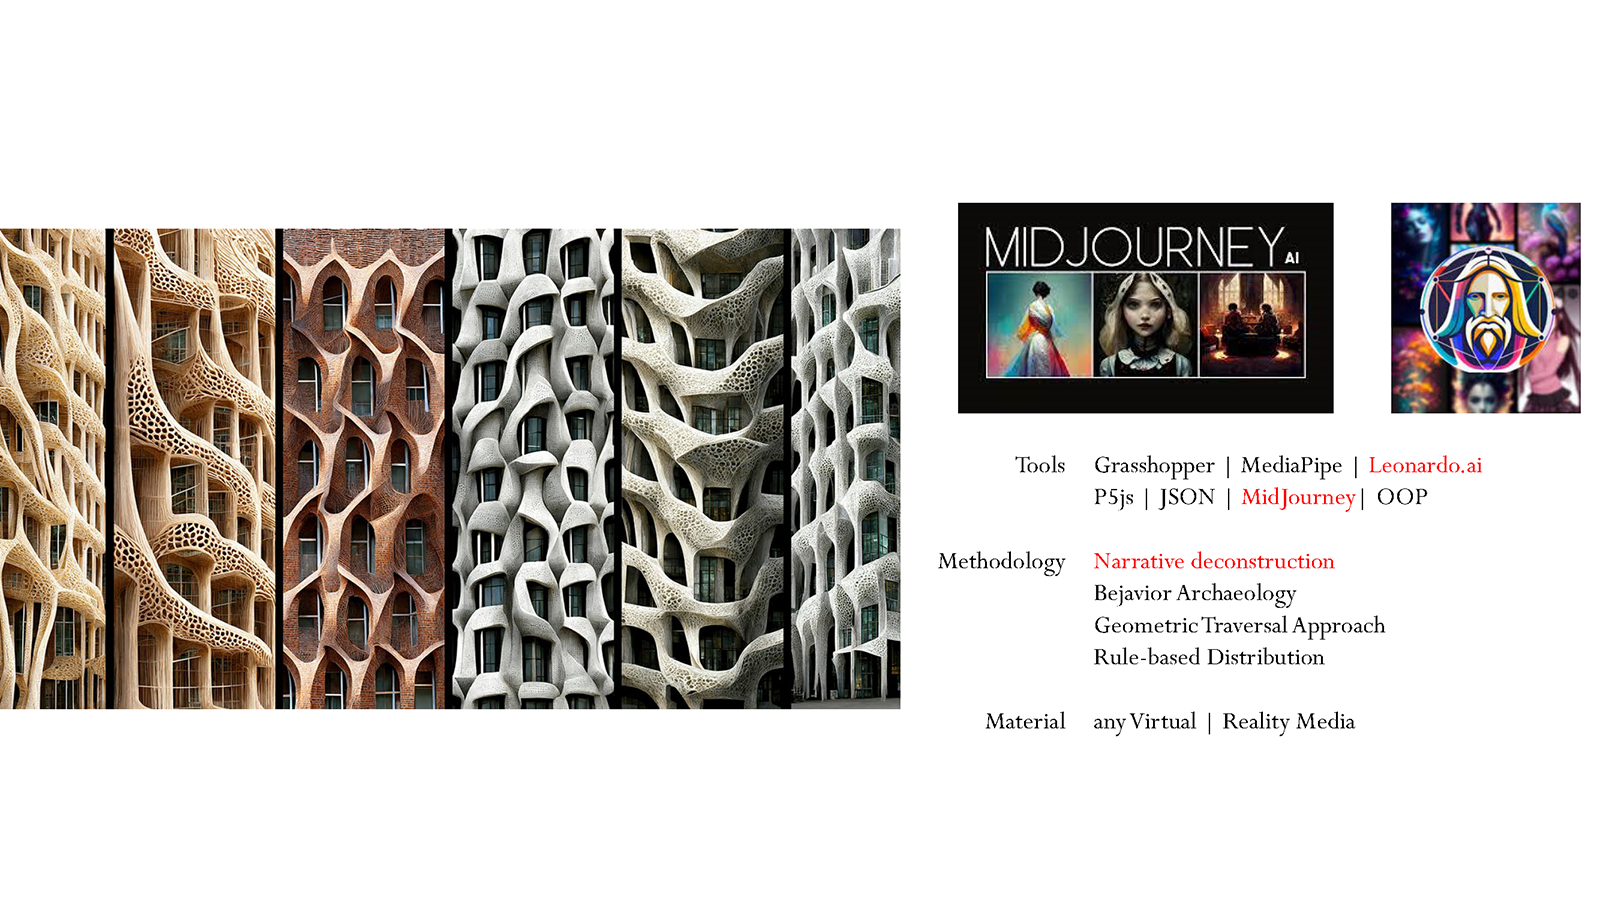 MIDJOURNEY AI
Tools Grasshopper | MediaPipe | Leonardo.ai
P5js | JSON | MidJourney | OOP
Methodology Narrative deconstruction
Bejavior Archaeology
Geometric Traversal Approach
Rule-based Distribution
Material any Virtual | Reality Media